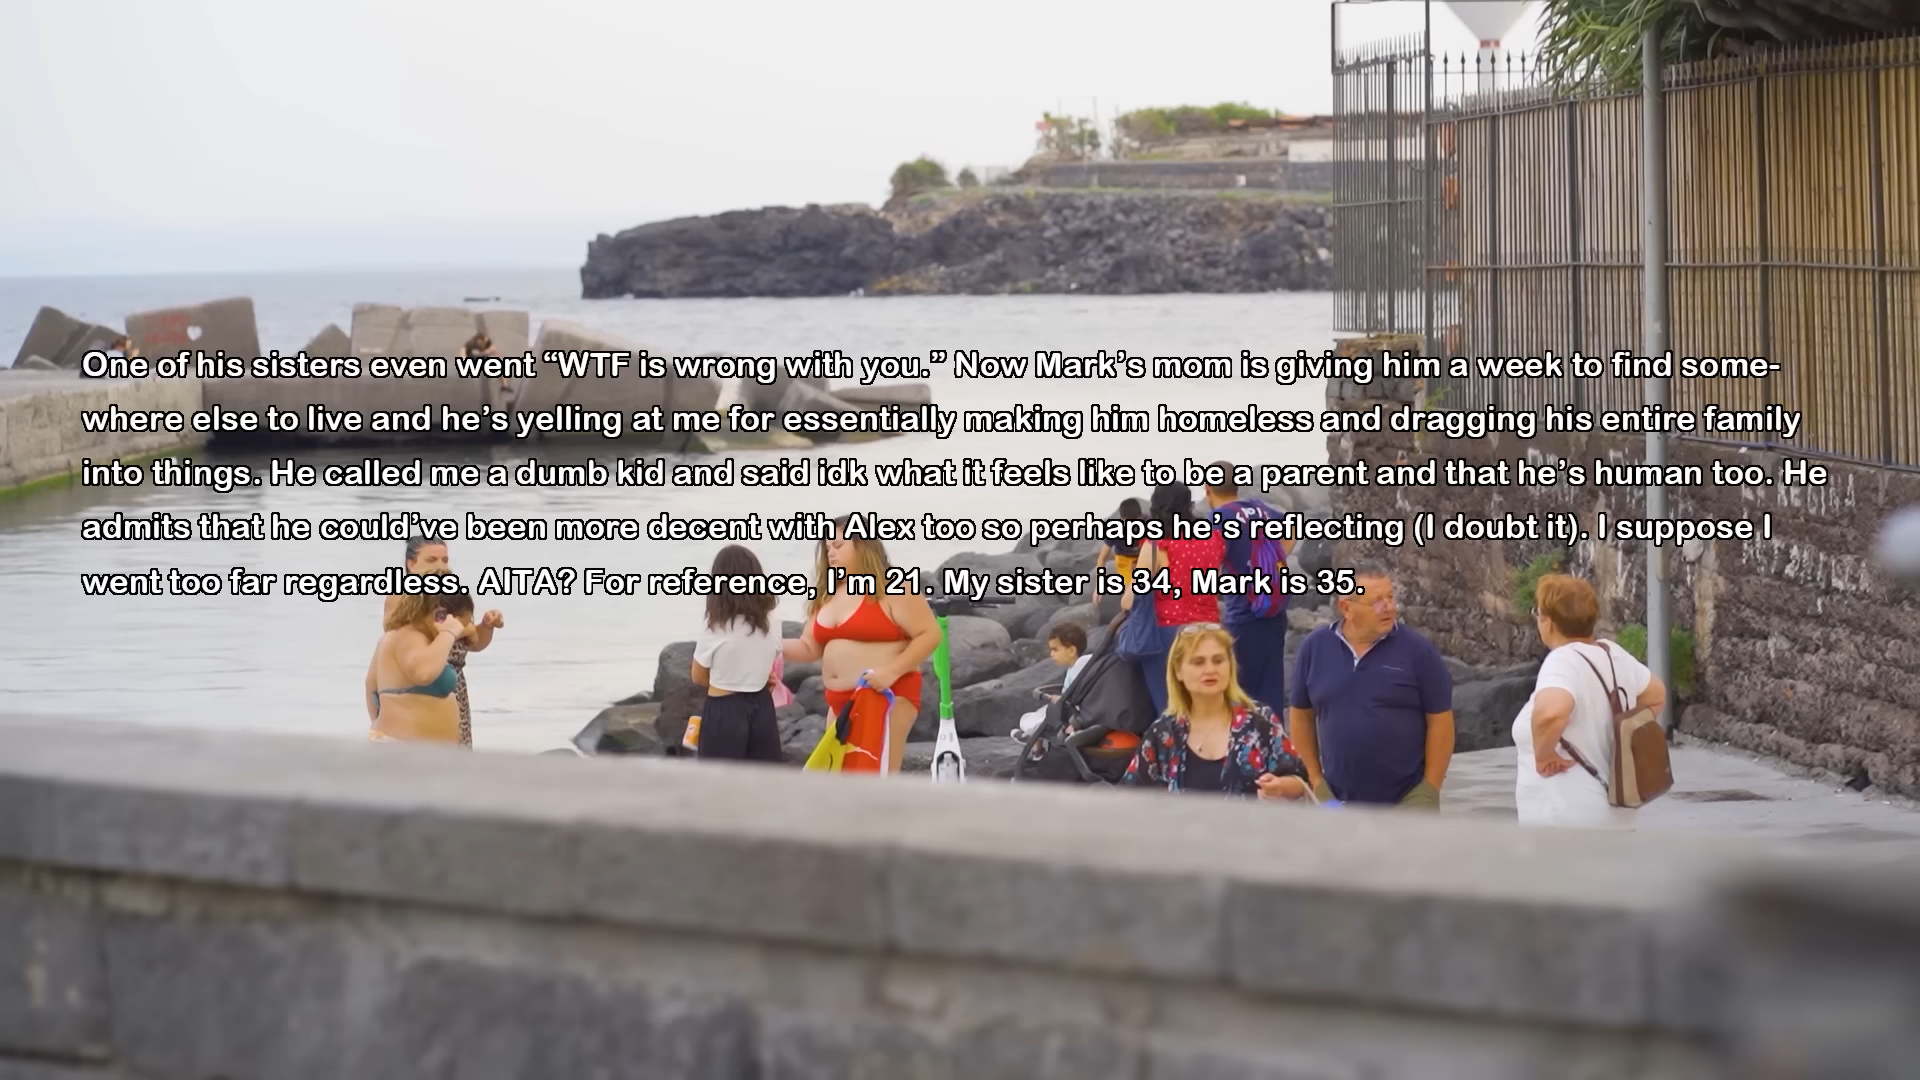 One of his sisters even went “WTF is wrong with you.” Now Mark’s mom is giving him a week to find some-
where else to live and he’s yelling at me for essentially making him homeless and dragging his entire family
into things. He called me a dumb kid and said idk what it feels like to be a parent and that he’s human too. He
admits that he could’ve been more decent with Alex too so perhaps he’s reflecting (I doubt it). I suppose I
went too far regardless. AITA? For reference, I’m 21. My sister is 34, Mark is 35.